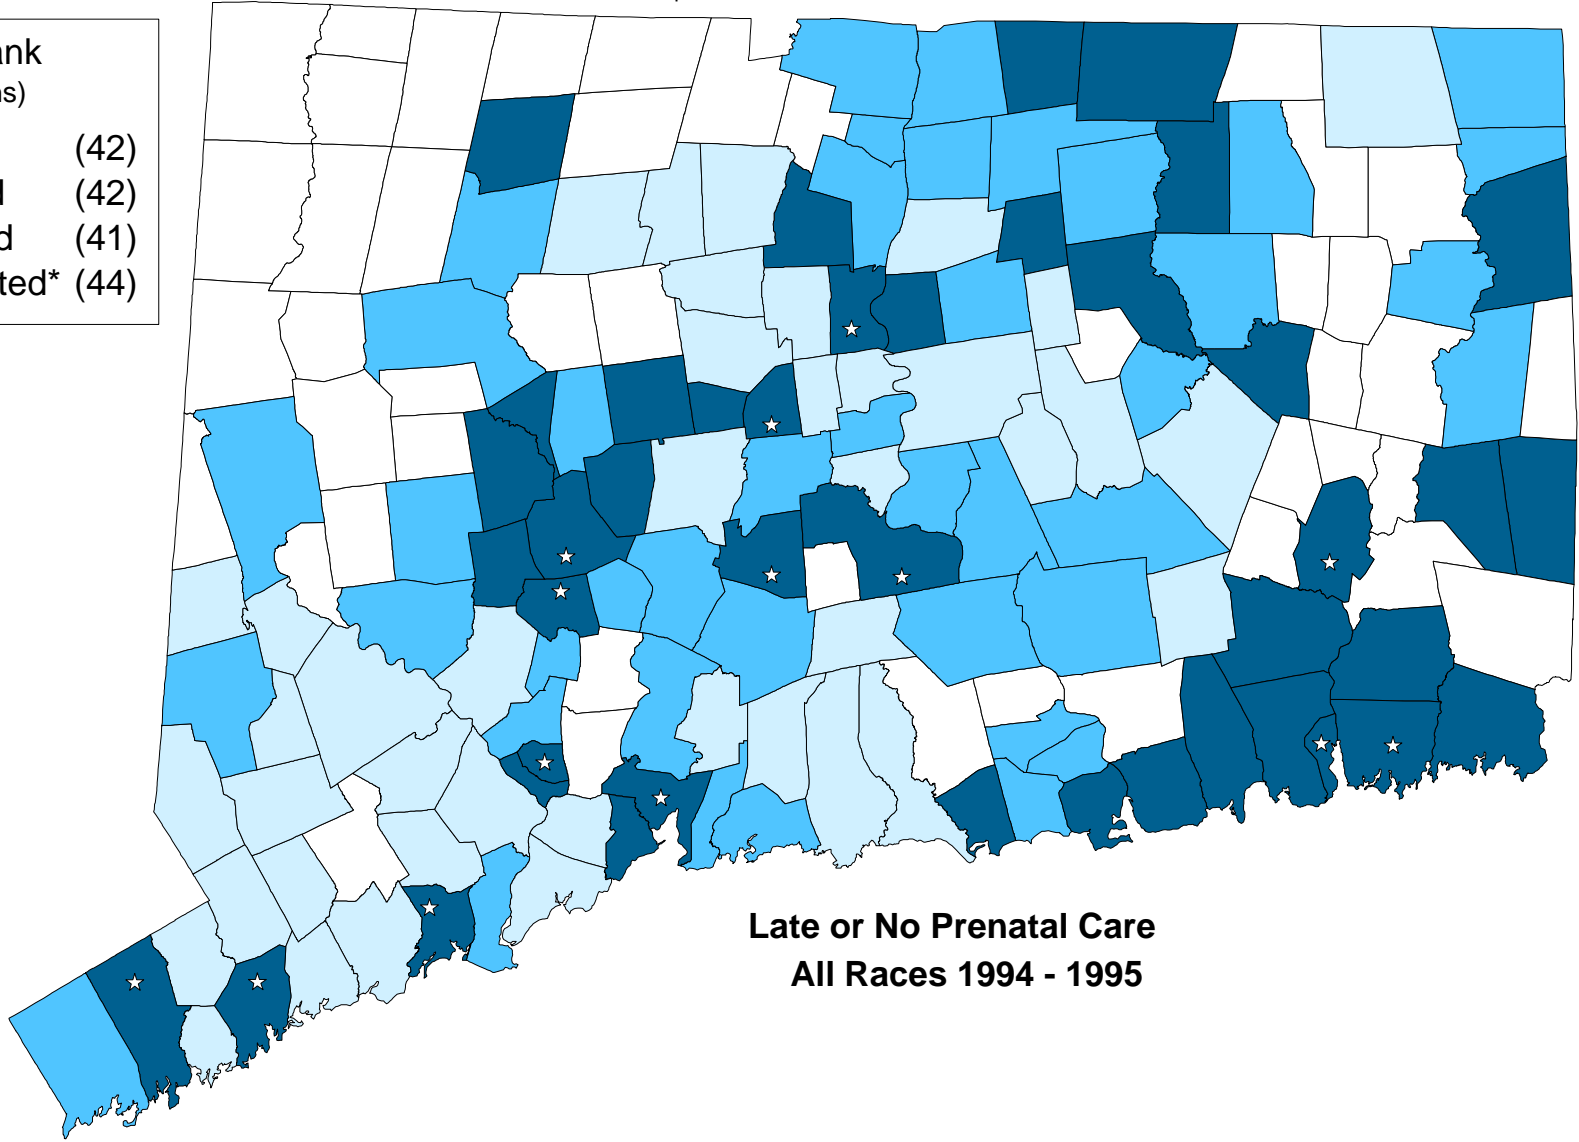 ank
ns)
(42)
d (42)
d (41)
ted* (44)
Late or No Prenatal Care
All Races 1994 - 1995